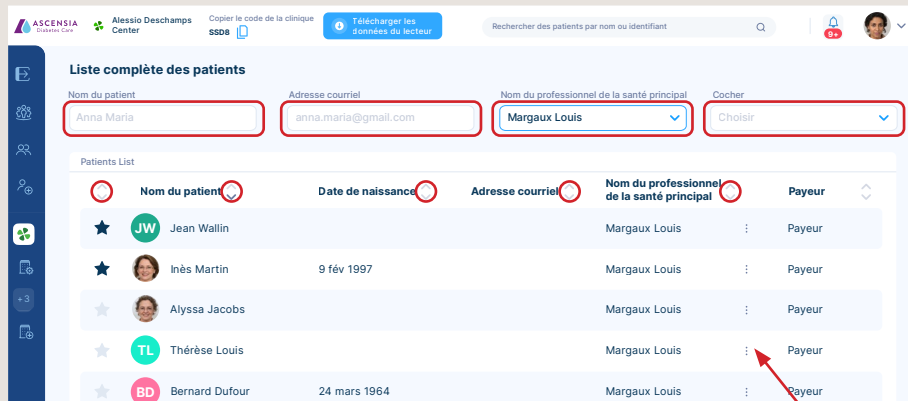 ASCENSIA
Diabetes Care
Alessio Deschamps
Center
Copier le code de la clinique
SSD8
Télécharger les
données du lecteur
Rechercher des patients par nom ou identifiant
9+
Liste complète des patients
Nom du patient
Adresse courriel
Nom du professionnel de la santé principal
Cocher
Anna Maria
anna.maria@gmail.com
Margaux Louis
Choisir
Patients List
Nom du patient
Date de naissance
Adresse courriel
Nom du professionnel
de la santé principal
Payeur
JW Jean Wallin Margaux Louis Payeur
Inès Martin 9 fév 1997 Margaux Louis Payeur
+3
Alyssa Jacobs Margaux Louis Payeur
TL Thérèse Louis Margaux Louis Payeur
BD Bernard Dufour 24 mars 1964 Margaux Louis Payeur